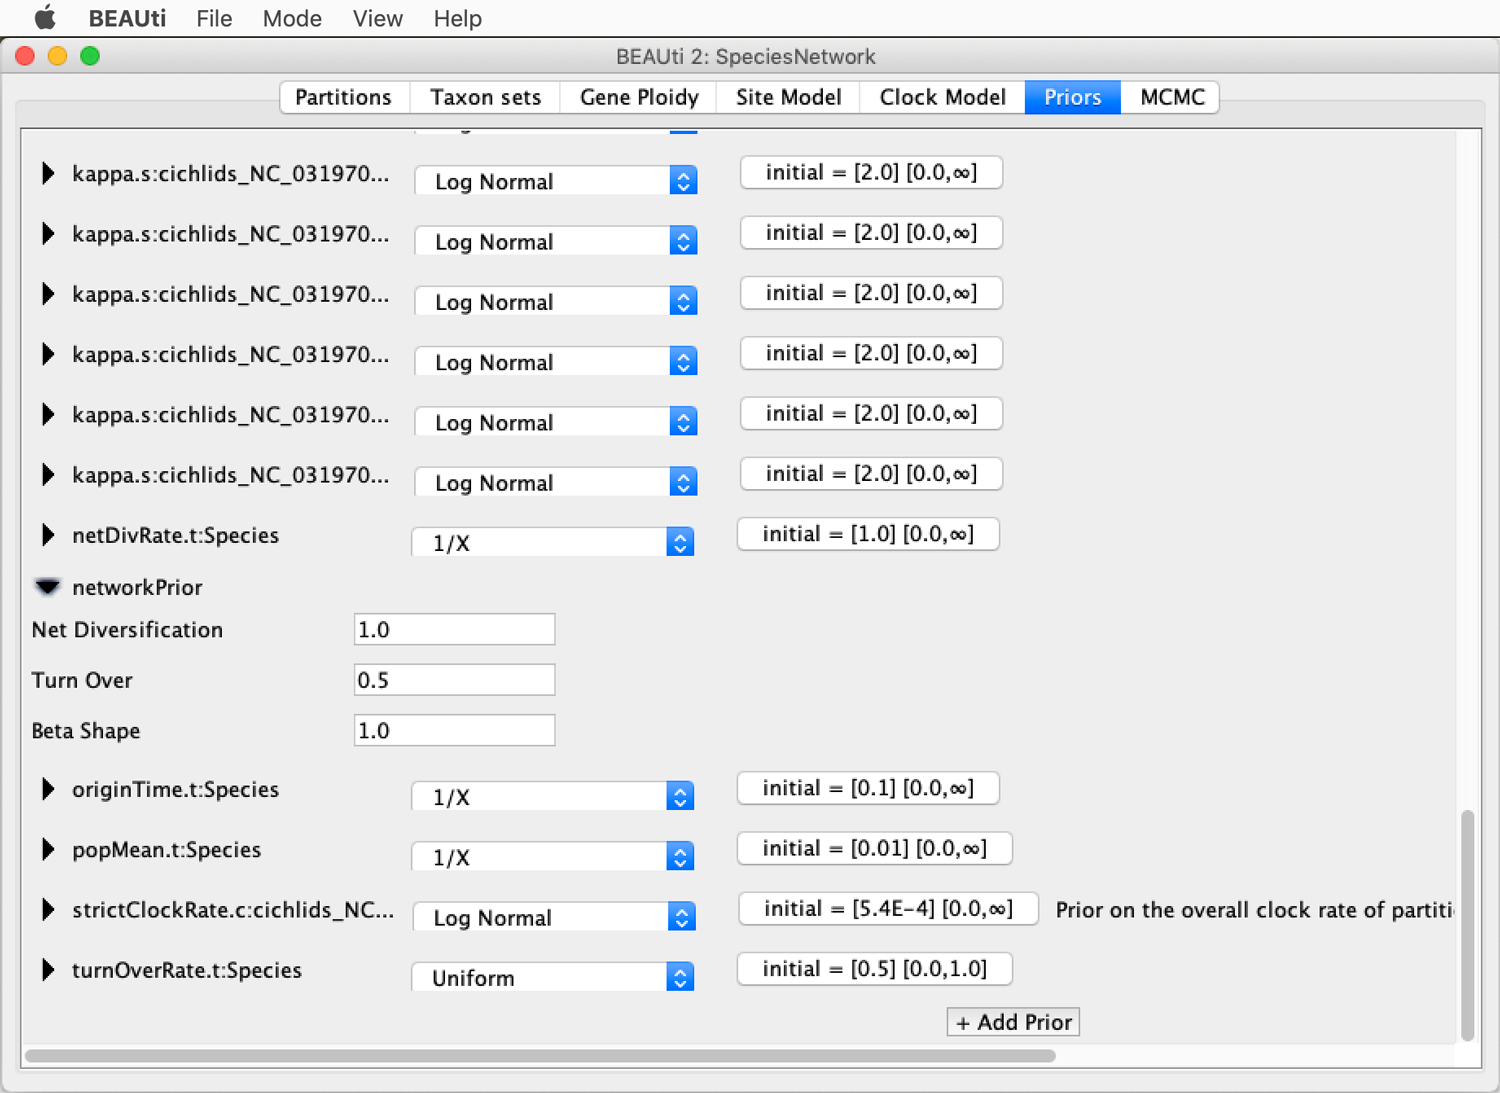 BEAUti File Mode View Help
BEAUti 2: SpeciesNetwork
Partitions Taxon sets Gene Ploidy Site Model Clock Model Priors MCMC
kappa.s:cichlids_NC_031970... Log Normal initial = [2.0] [0.0,∞]
kappa.s:cichlids_NC_031970... Log Normal initial = [2.0] [0.0,∞]
kappa.s:cichlids_NC_031970... Log Normal initial = [2.0] [0.0,∞]
kappa.s:cichlids_NC_031970... Log Normal initial = [2.0] [0.0,∞]
kappa.s:cichlids_NC_031970... Log Normal initial = [2.0] [0.0,∞]
kappa.s:cichlids_NC_031970... Log Normal initial = [2.0] [0.0,∞]
netDivRate.t:Species 1/X initial = [1.0] [0.0,∞]
networkPrior
Net Diversification 1.0
Turn Over 0.5
Beta Shape 1.0
originTime.t:Species 1/X initial = [0.1] [0.0,∞]
popMean.t:Species 1/X initial = [0.01] [0.0,∞]
strictClockRate.c:cichlids_NC... Log Normal initial = [5.4E-4] [0.0,∞] Prior on the overall clock rate of partiti
turnOverRate.t:Species Uniform initial = [0.5] [0.0,1.0]
+ Add Prior